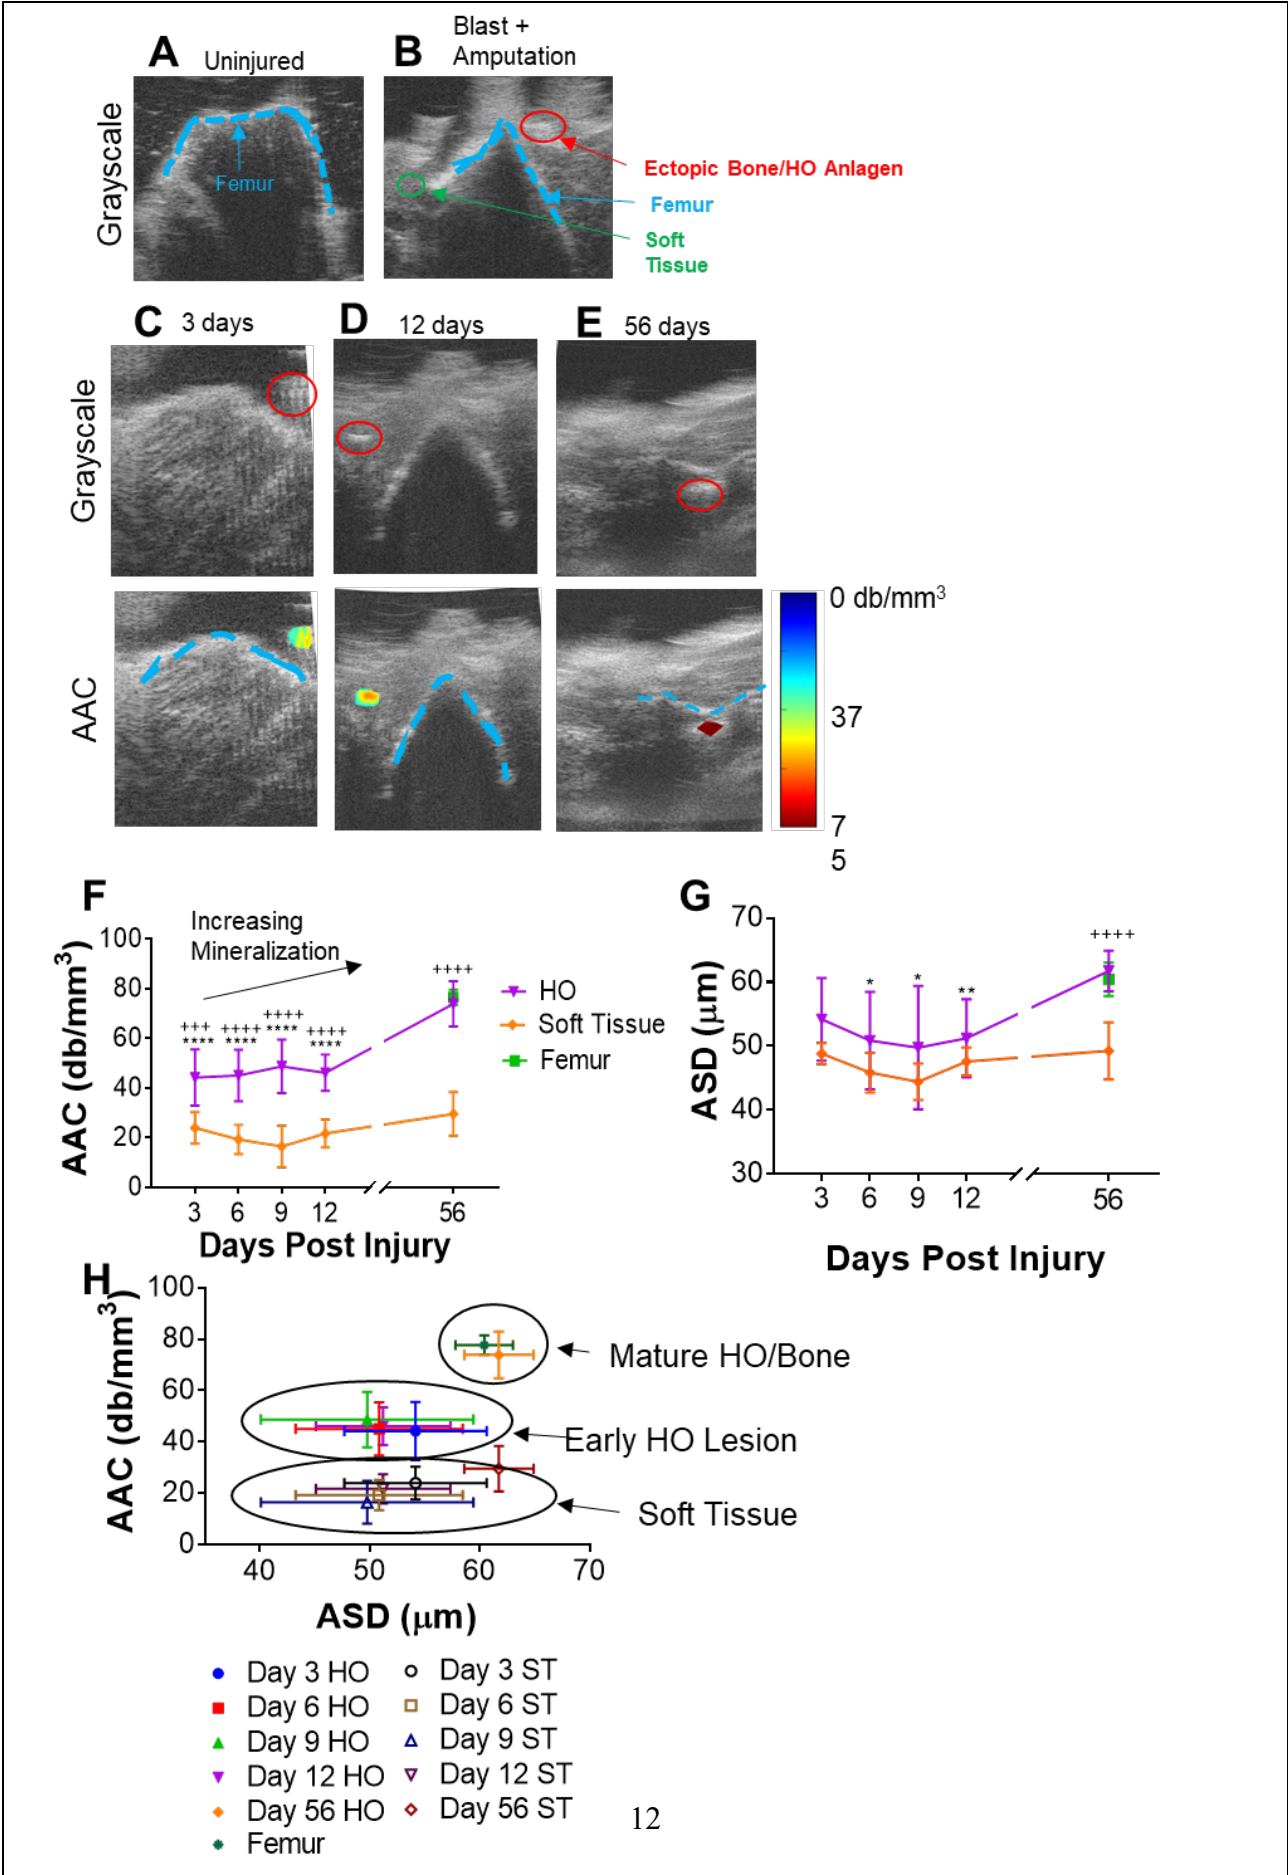 A
Uninjured
B
Blast +
Amputation
Grayscale
Femur
Ectopic Bone/HO Anlagen
Femur
Soft
Tissue
C
3 days
D
12 days
E
56 days
Grayscale
AAC
0 db/mm³
37
7
5
F
Increasing
Mineralization
AAC (db/mm³)
100
80
60
40
20
0
+++
****
++++
****
++++
****
++++
****
++++
HO
Soft Tissue
Femur
3
6
9
12
56
Days Post Injury
G
ASD (μm)
70
60
50
40
30
*
*
**
++++
3
6
9
12
56
Days Post Injury
H
AAC (db/mm³)
100
80
60
40
20
0
Mature HO/Bone
Early HO Lesion
Soft Tissue
40
50
60
70
ASD (μm)
Day 3 HO
Day 3 ST
Day 6 HO
Day 6 ST
Day 9 HO
Day 9 ST
Day 12 HO
Day 12 ST
Day 56 HO
Day 56 ST
Femur
12